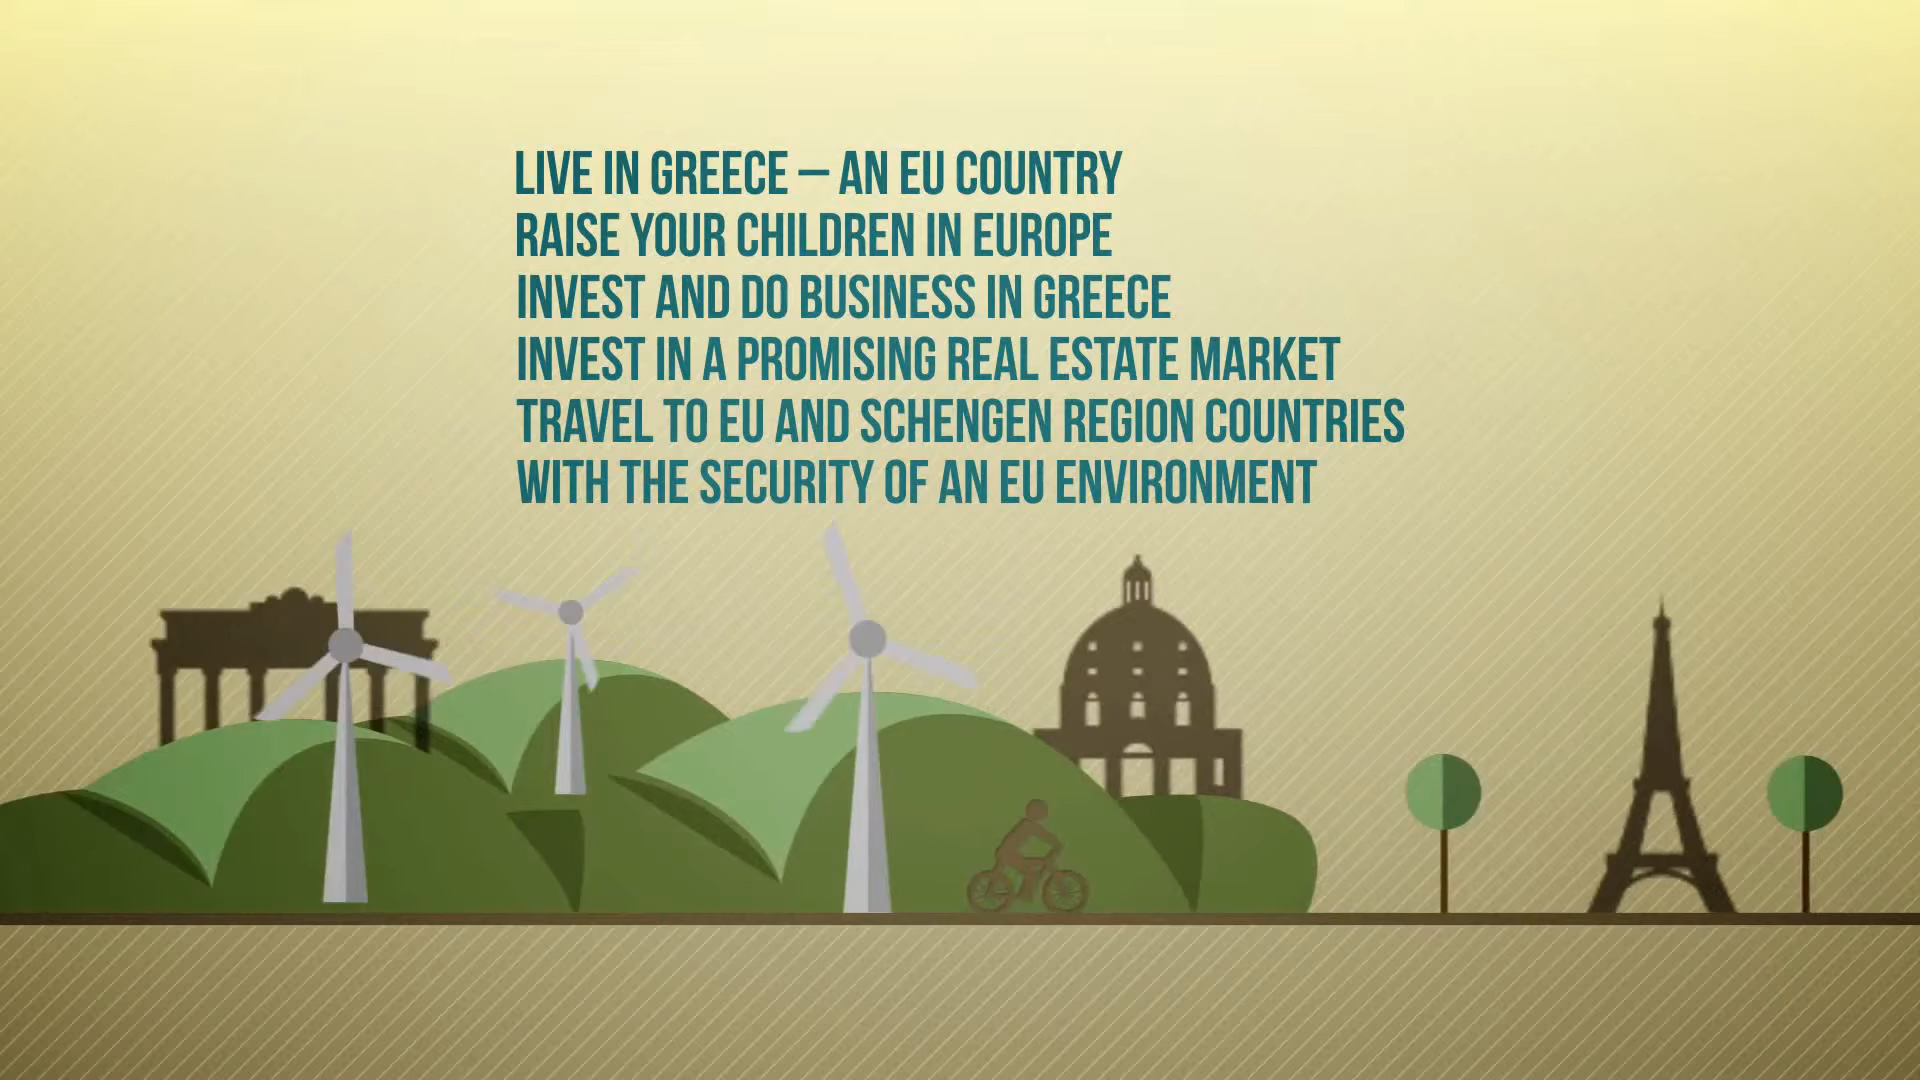 LIVE IN GREECE – AN EU COUNTRY
RAISE YOUR CHILDREN IN EUROPE
INVEST AND DO BUSINESS IN GREECE
INVEST IN A PROMISING REAL ESTATE MARKET
TRAVEL TO EU AND SCHENGEN REGION COUNTRIES
WITH THE SECURITY OF AN EU ENVIRONMENT